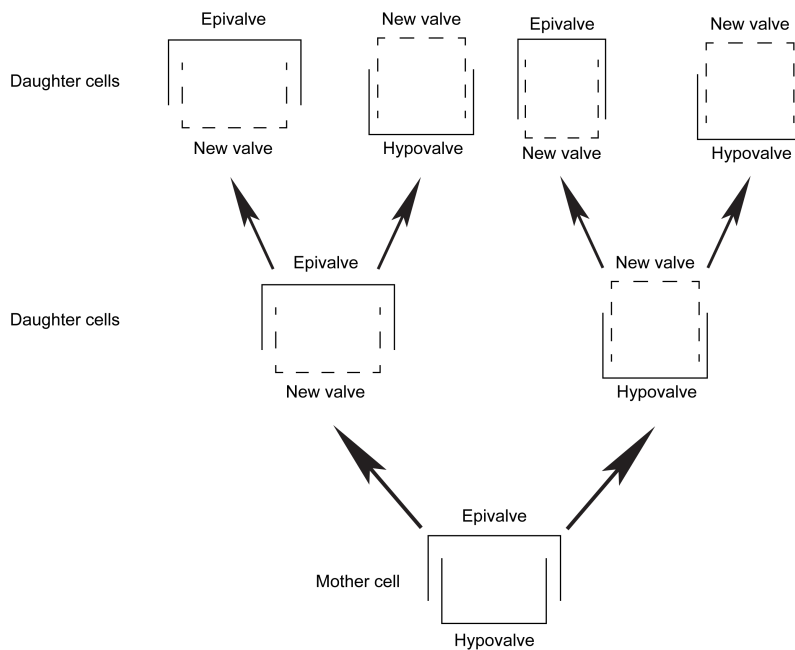 Epivalve
New valve
Epivalve
New valve
Daughter cells
New valve
Hypovalve
New valve
Hypovalve
Epivalve
New valve
Daughter cells
New valve
Hypovalve
Epivalve
Mother cell
Hypovalve